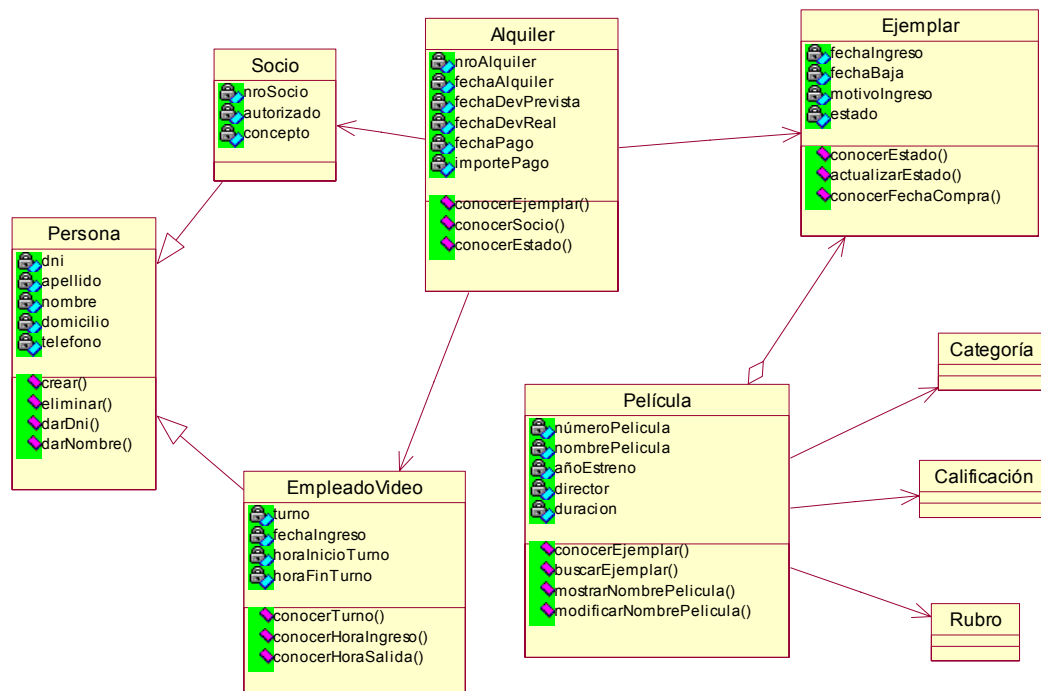 Socio
nroSocio
autorizado
concepto
Alquiler
nroAlquiler
fechaAlquiler
fechaDevPrevista
fechaDevReal
fechaPago
importePago
conocerEjemplar()
conocerSocio()
conocerEstado()
Ejemplar
fechaIngreso
fechaBaja
motivoIngreso
estado
conocerEstado()
actualizarEstado()
conocerFechaCompra()
Persona
dni
apellido
nombre
domicilio
telefono
crear()
eliminar()
darDni()
darNombre()
EmpleadoVideo
turno
fechaIngreso
horaInicioTurno
horaFinTurno
conocerTurno()
conocerHoraIngreso()
conocerHoraSalida()
Película
númeroPelicula
nombrePelicula
añoEstreno
director
duracion
conocerEjemplar()
buscarEjemplar()
mostrarNombrePelicula()
modificarNombrePelicula()
Categoría
Calificación
Rubro